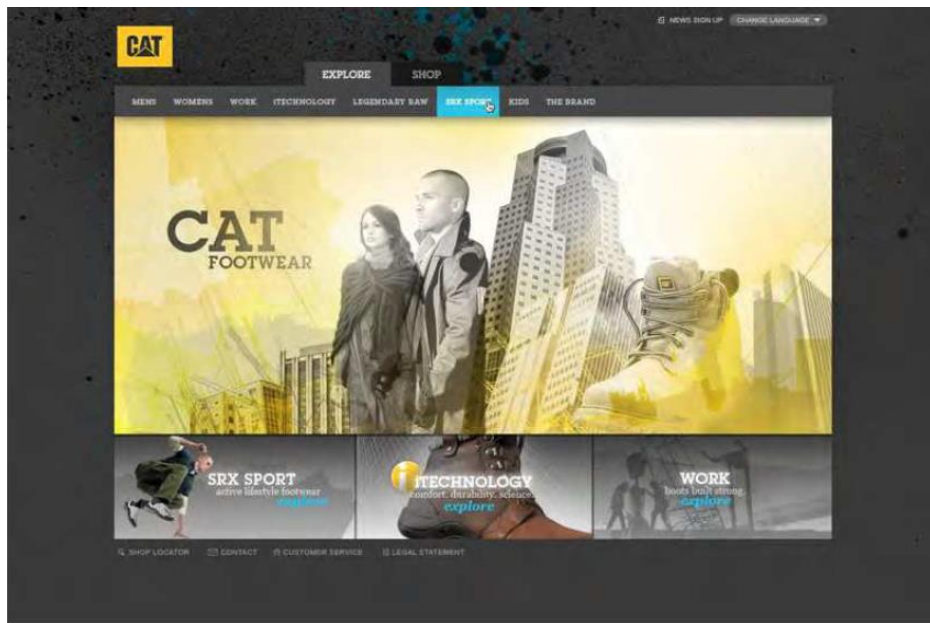 NEWS SIGN UP CHANGE LANGUAGE
CAT
EXPLORE SHOP
MENS WOMENS WORK iTECHNOLOGY LEGENDARY RAW SRX SPORT KIDS THE BRAND
CAT
FOOTWEAR
SRX SPORT
active lifestyle footwear
explore
iTECHNOLOGY
comfort. durability. science.
explore
WORK
boots built strong.
explore
SHOP LOCATOR CONTACT CUSTOMER SERVICE LEGAL STATEMENT